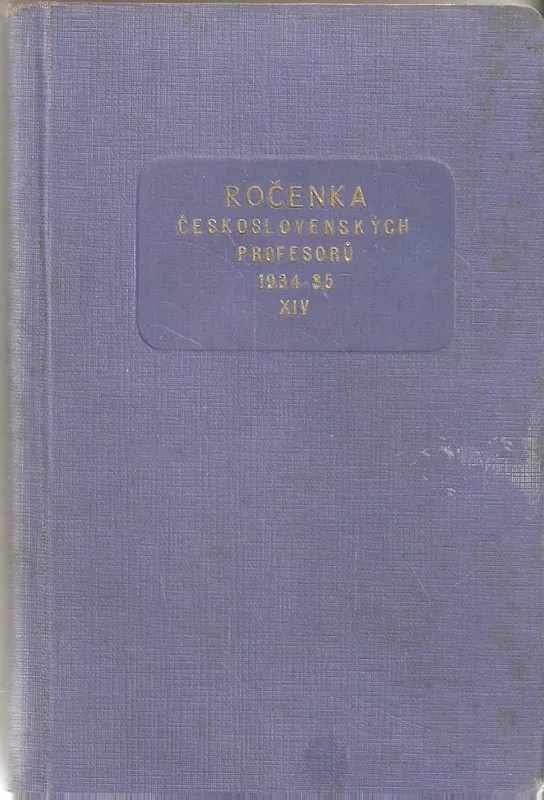 ROČENKA
ČESKOSLOVENSKÝCH
PROFESORŮ
1934-35
XIV